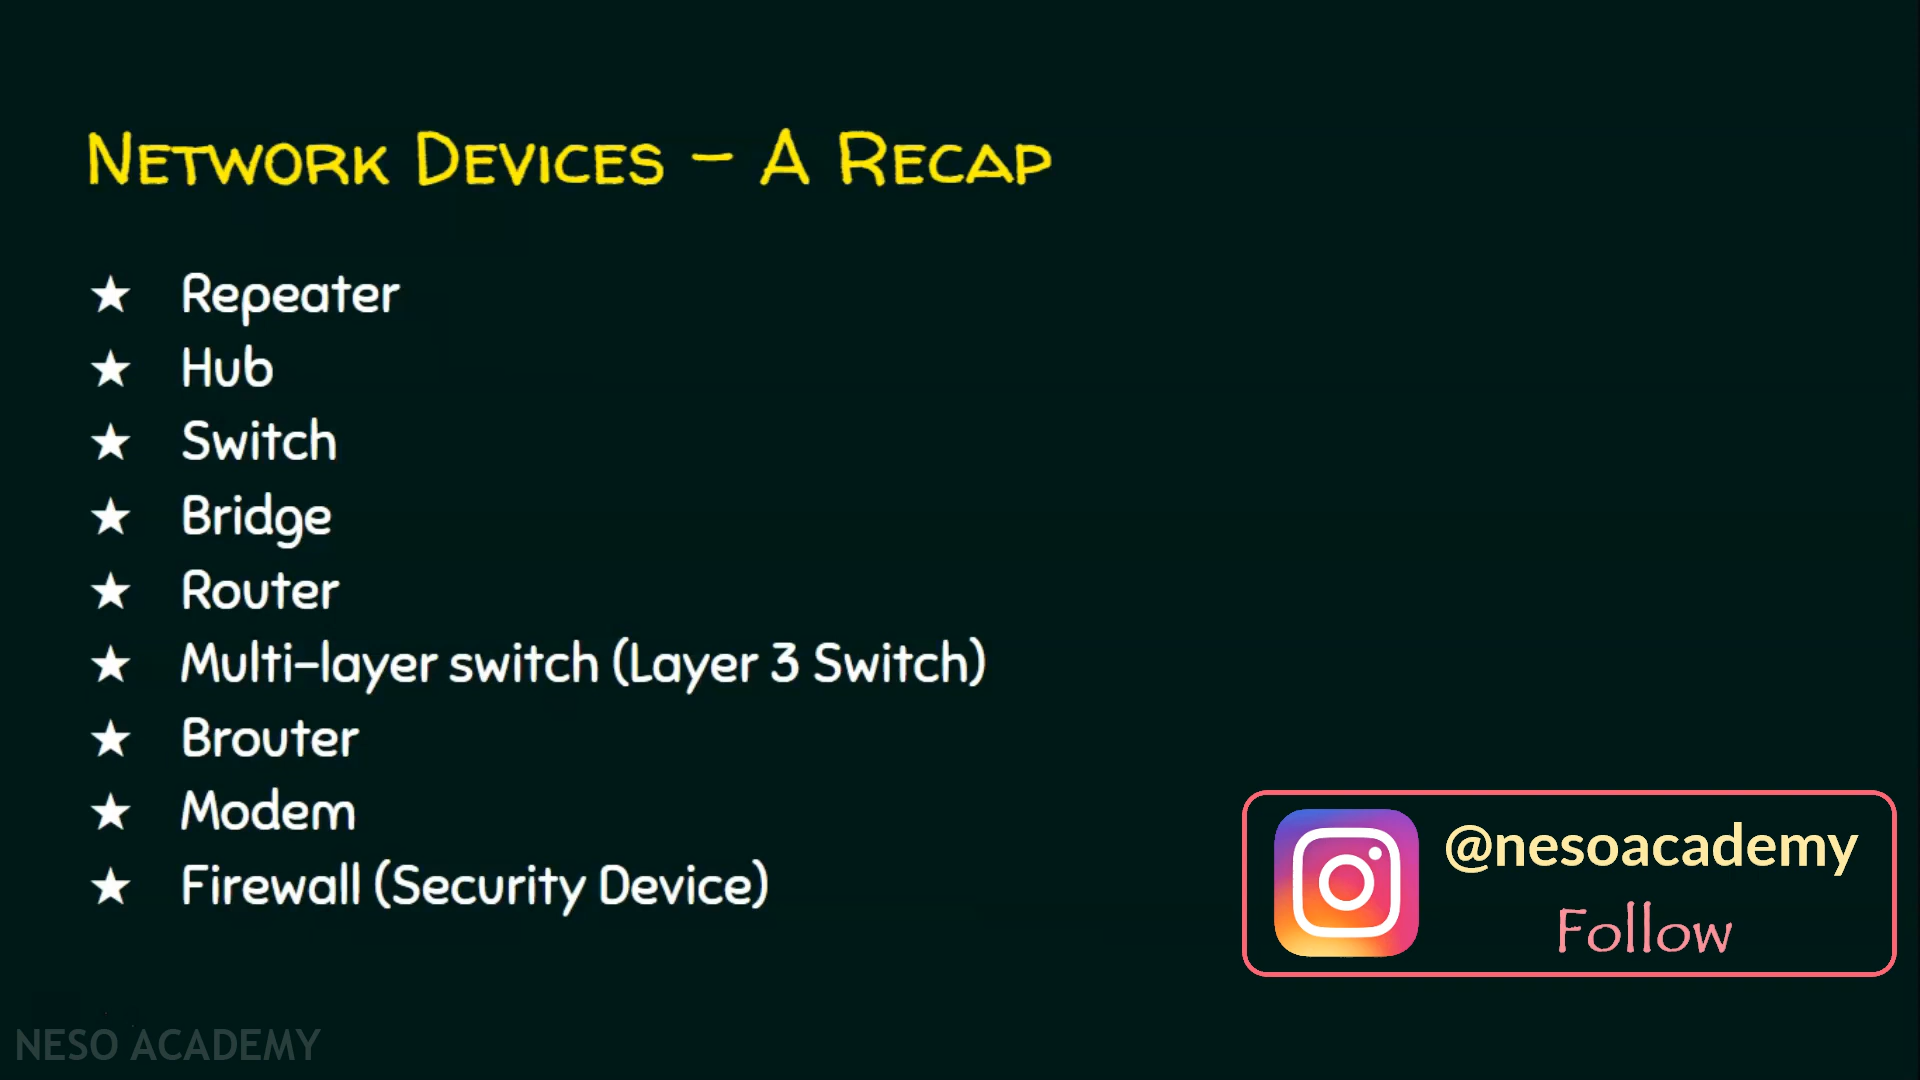 NETWORK DEVICES – A RECAP
★ Repeater
★ Hub
★ Switch
★ Bridge
★ Router
★ Multi-layer switch (Layer 3 Switch)
★ Brouter
★ Modem
★ Firewall (Security Device)
@nesoacademy
Follow
NESO ACADEMY